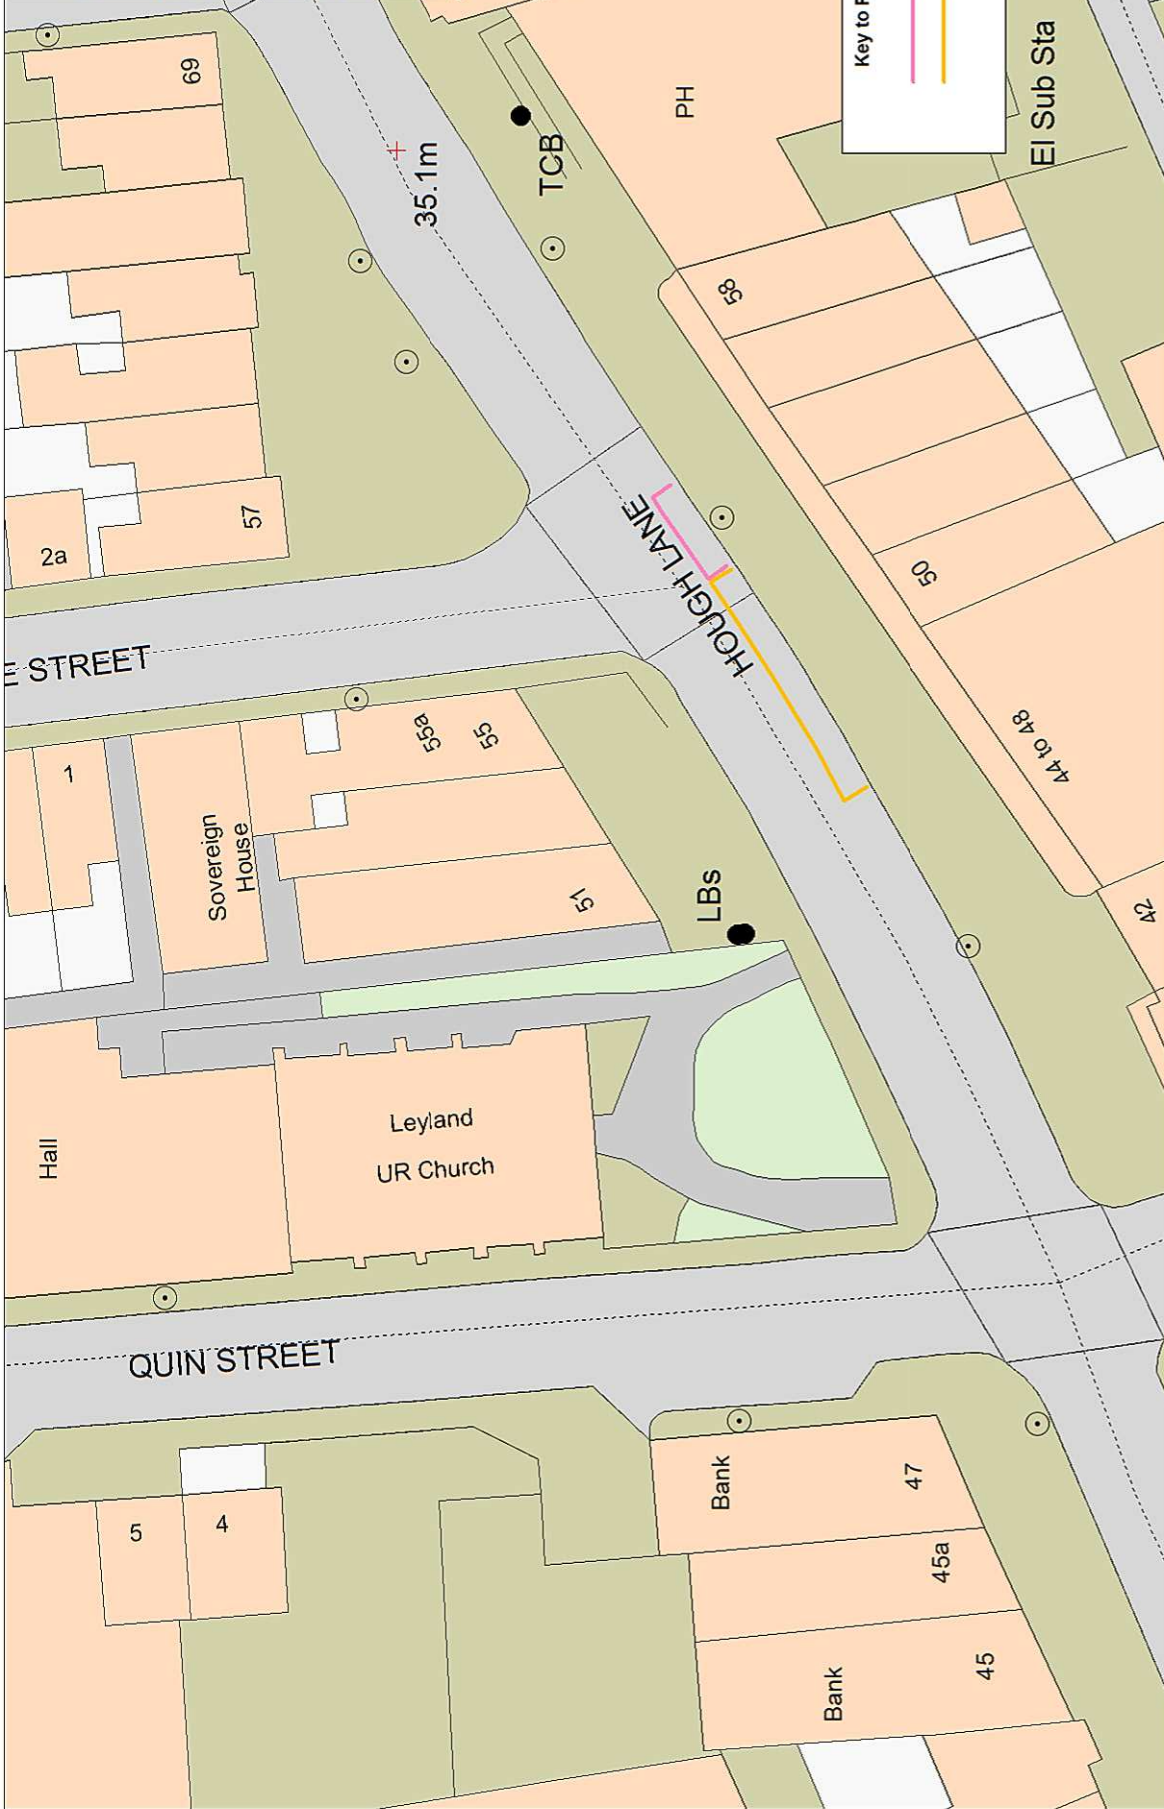 69
Key to
PH
El Sub Sta
TCB
35.1m
58
57
2a
HOUGH LANE
50
E STREET
55a
55
44 to 48
1
Sovereign
House
51
LBs
42
Hall
Leyland
UR Church
QUIN STREET
5
4
Bank
47
45a
Bank
45